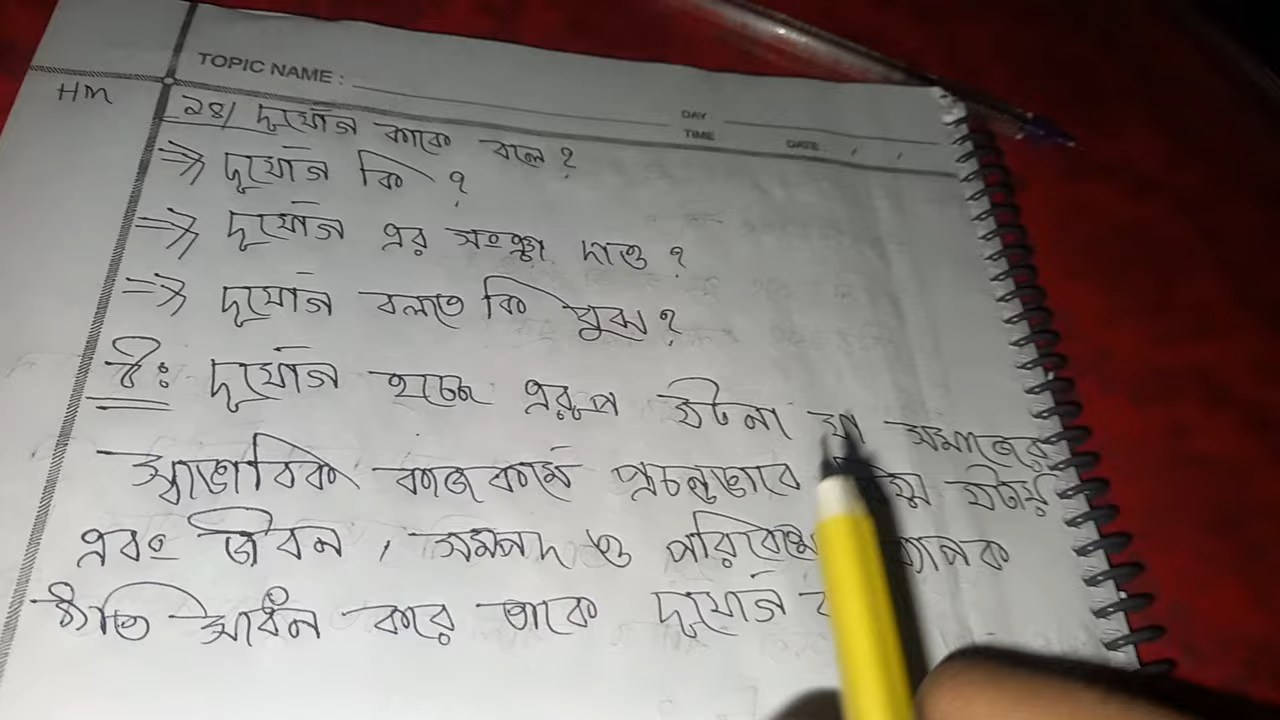 TOPIC NAME :
DAY
TIME
DATE : / /
HM
২৪/ দূর্যোগ কাকে বলে?
⇒ দূর্যোগ কি ?
⇒ দূর্যোগ এর সংজ্ঞা দাও ?
⇒ দূর্যোগ বলতে কি বুঝ?
উঃ দূর্যোগ হচ্ছে এরূপ ঘটনা যা সমাজের
স্বাভাবিক কাজকর্মে প্রচন্ডভাবে ঘটায়
এবং জীবন, সম্পদ ও পরিবেশের ব্যাপক
ক্ষতি সাধন করে তাকে দূর্যোগ